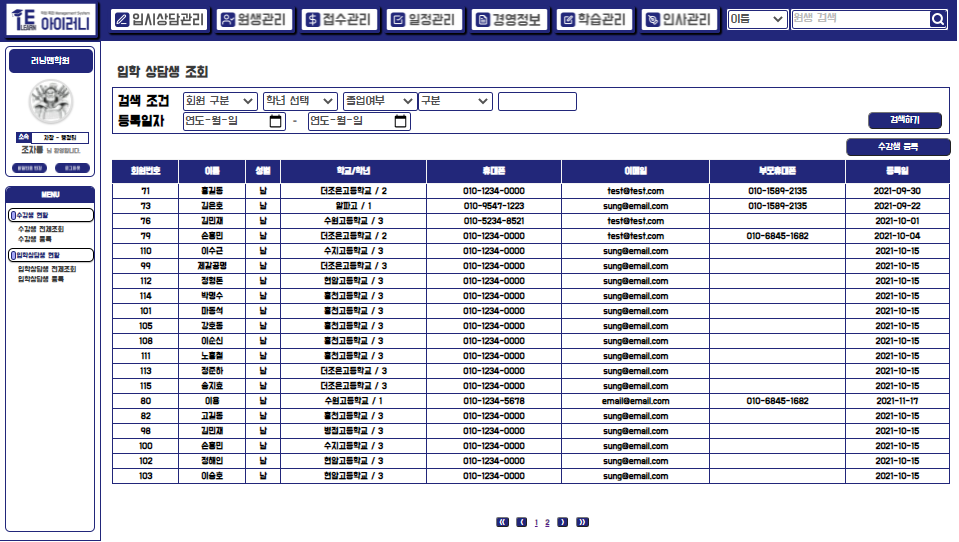 iE LEARN 아이러니
입시상담관리 원생관리 접수관리 일정관리 경영정보 학습관리 인사관리 이름 원생 검색
러닝맨학원
소속 지장 - 행정팀
조자룡 님 환영합니다.
MENU
수강생 현황
수강생 전체조회
수강생 등록
입학상담생 현황
입학상담생 전체조회
입학상담생 등록
입학 상담생 조회
검색 조건 회원 구분 학년 선택 졸업여부 구분
등록일자 연도-월-일 - 연도-월-일 검색하기
수강생 등록
회원번호 이름 성별 학교/학년 휴대폰 이메일 부모휴대폰 등록일
71 홍길동 남 더조은고등학교 / 2 010-1234-0000 test@test.com 010-1589-2135 2021-09-30
73 김은호 남 알파고 / 1 010-9547-1223 sung@email.com 010-1589-2135 2021-09-22
76 김민재 남 수원고등학교 / 3 010-5234-8521 test@test.com 2021-10-01
79 손흥민 남 더조은고등학교 / 2 010-1234-0000 test@test.com 010-6845-1682 2021-10-04
110 이수근 남 수지고등학교 / 3 010-1234-0000 sung@email.com 2021-10-15
99 제갈공명 남 더조은고등학교 / 3 010-1234-0000 sung@email.com 2021-10-15
112 정형돈 남 현암고등학교 / 3 010-1234-0000 sung@email.com 2021-10-15
114 박명수 남 홍천고등학교 / 3 010-1234-0000 sung@email.com 2021-10-15
101 마동석 남 홍천고등학교 / 3 010-1234-0000 sung@email.com 2021-10-15
105 강호동 남 홍천고등학교 / 3 010-1234-0000 sung@email.com 2021-10-15
108 이순신 남 홍천고등학교 / 3 010-1234-0000 sung@email.com 2021-10-15
111 노홍철 남 홍천고등학교 / 3 010-1234-0000 sung@email.com 2021-10-15
113 정준하 남 더조은고등학교 / 3 010-1234-0000 sung@email.com 2021-10-15
115 송지호 남 더조은고등학교 / 3 010-1234-0000 sung@email.com 2021-10-15
80 이용 남 수원고등학교 / 1 010-1234-5678 email@email.com 010-6845-1682 2021-11-17
82 고길동 남 홍천고등학교 / 3 010-1234-0000 sung@email.com 2021-10-15
98 김민재 남 병점고등학교 / 3 010-1234-0000 sung@email.com 2021-10-15
100 손흥민 남 수지고등학교 / 3 010-1234-0000 sung@email.com 2021-10-15
102 정해인 남 현암고등학교 / 3 010-1234-0000 sung@email.com 2021-10-15
103 이승호 남 현암고등학교 / 3 010-1234-0000 sung@email.com 2021-10-15
《 〈 1 2 〉 》